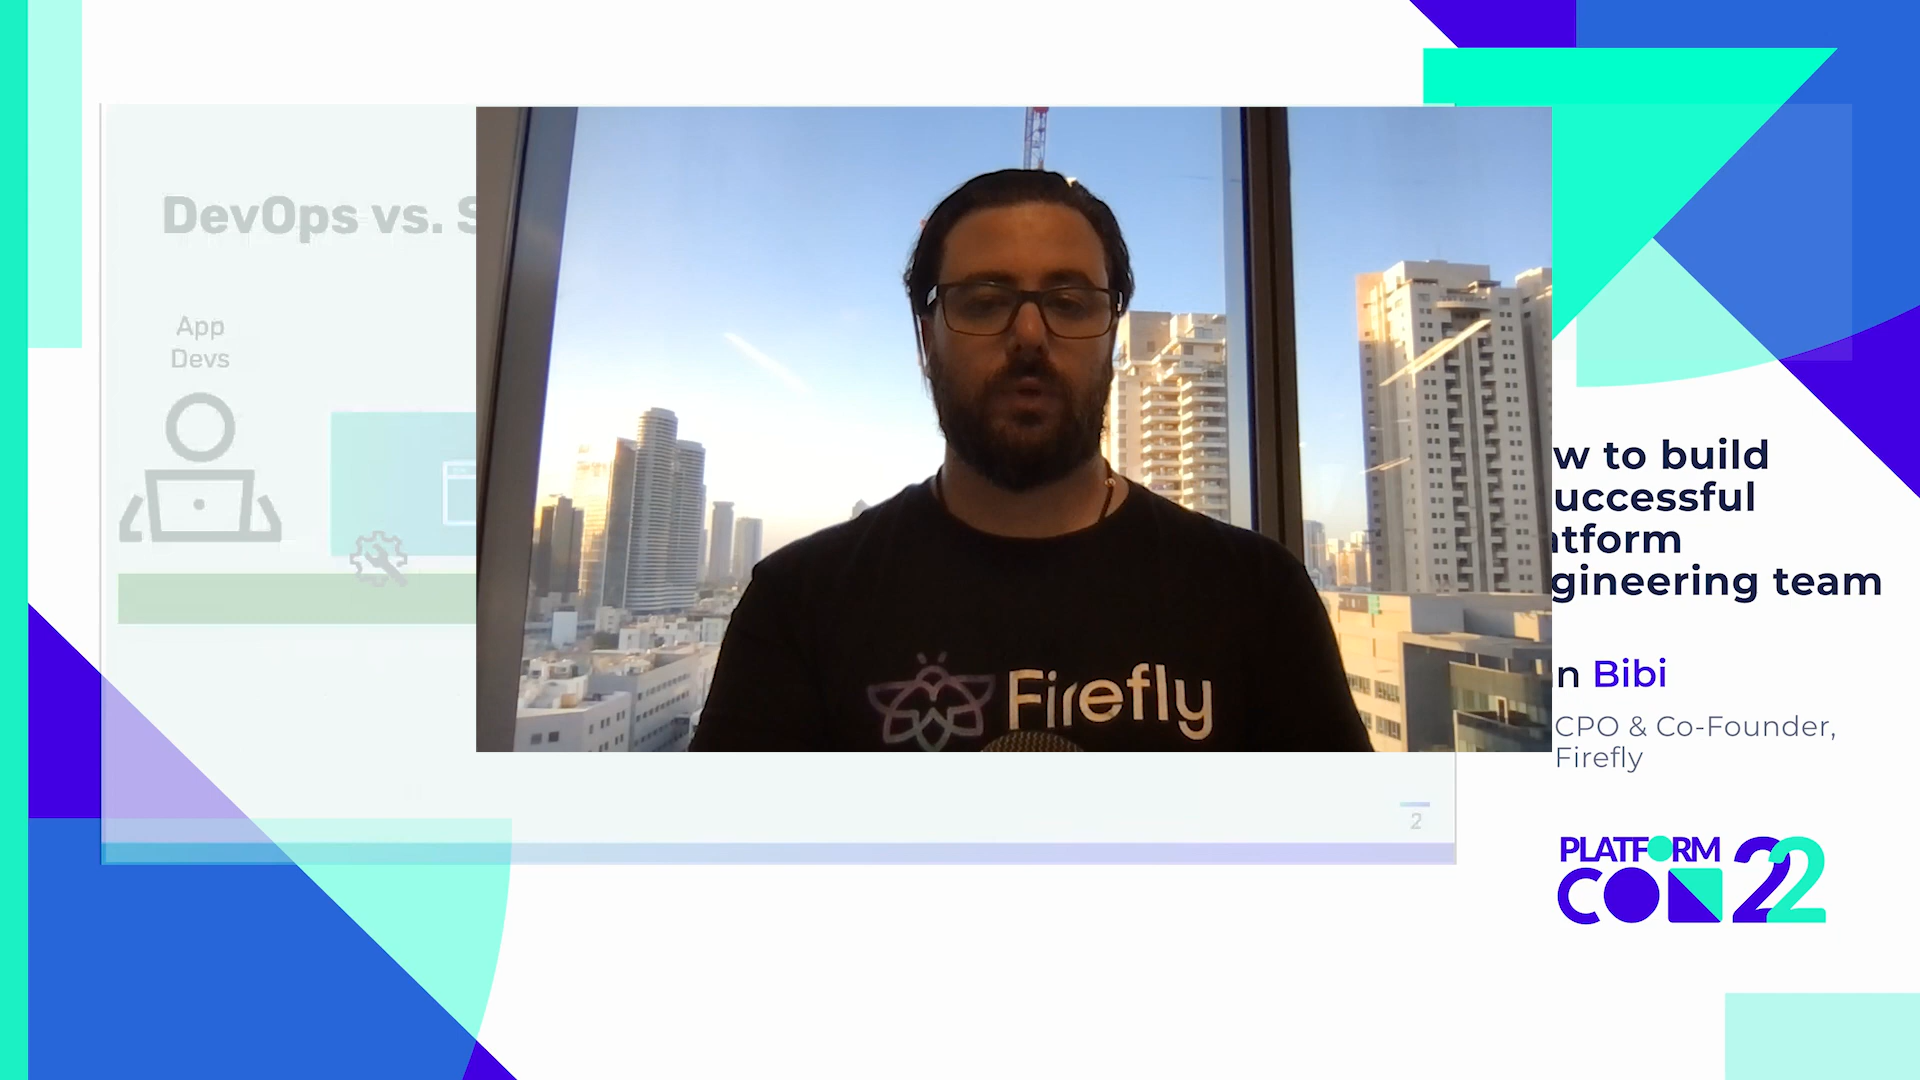 DevOps vs. S
App
Devs
2
Firefly
w to build
uccessful
atform
gineering team
n Bibi
CPO & Co-Founder,
Firefly
PLATFORM
CON 22